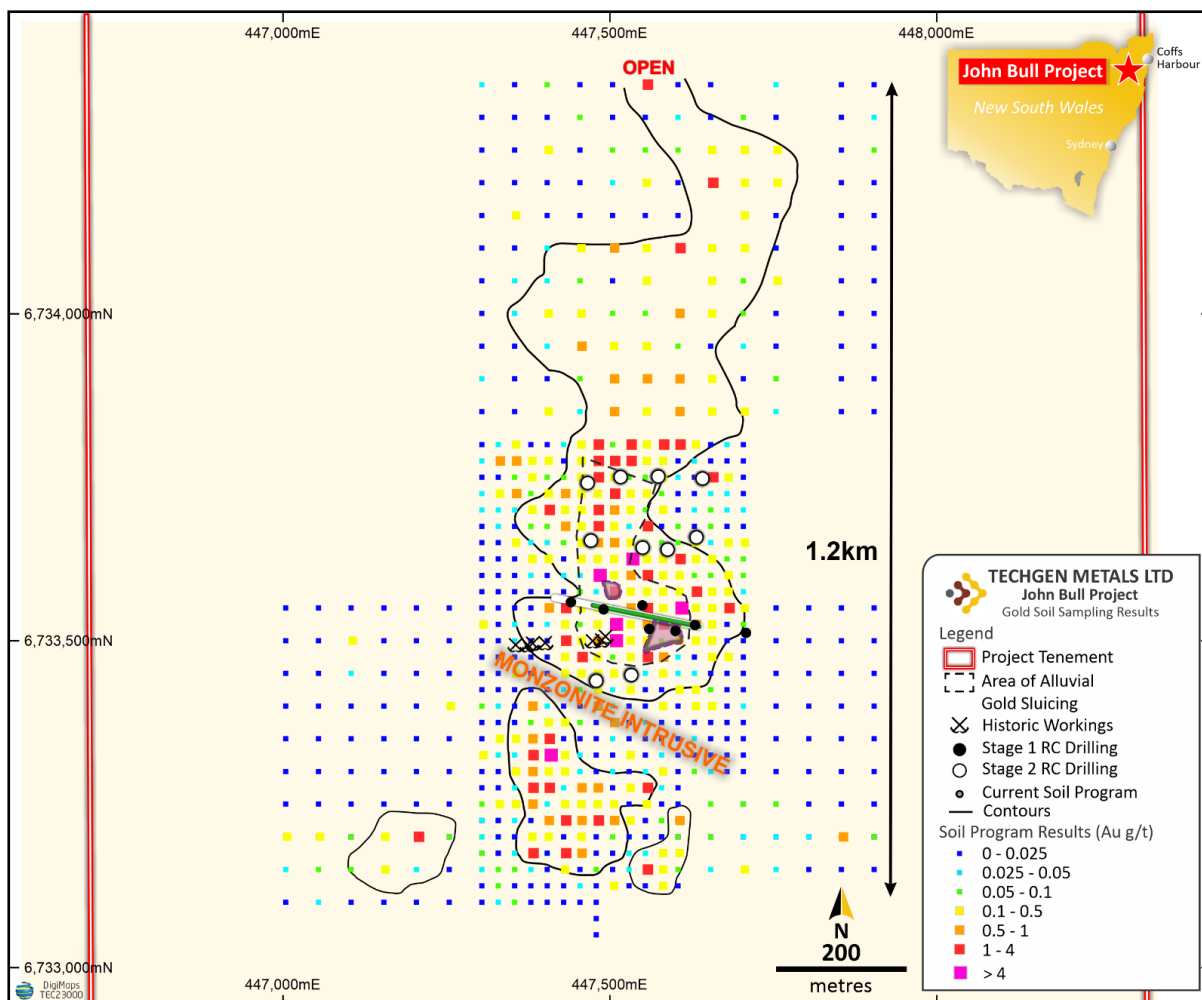 447,000mE
447,500mE
448,000mE
OPEN
John Bull Project
Coffs
Harbour
New South Wales
Sydney
6,734,000mN
1.2km
6,733,500mN
MONZONITE INTRUSIVE
TECHGEN METALS LTD
John Bull Project
Gold Soil Sampling Results
Legend
Project Tenement
Area of Alluvial
Gold Sluicing
Historic Workings
Stage 1 RC Drilling
Stage 2 RC Drilling
Current Soil Program
Contours
Soil Program Results (Au g/t)
0 - 0.025
0.025 - 0.05
0.05 - 0.1
0.1 - 0.5
0.5 - 1
1 - 4
> 4
N
200
metres
6,733,000mN
DigiMaps
TEC23000
447,000mE
447,500mE